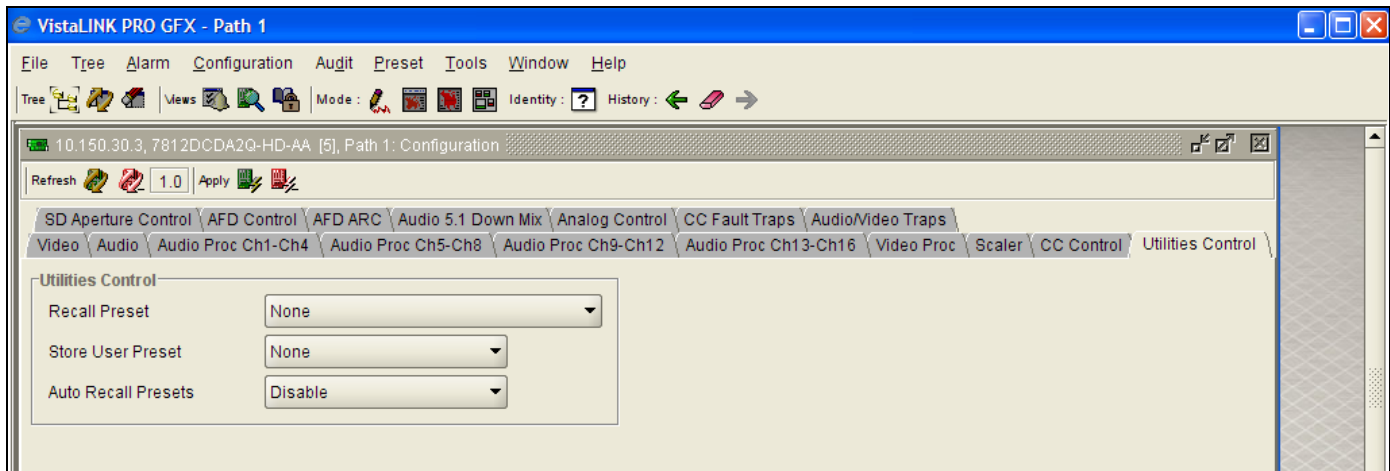 VistaLINK PRO GFX - Path 1
File Tree Alarm Configuration Audit Preset Tools Window Help
Tree Views Mode : Identity : ? History :
10.150.30.3, 7812DCDA2Q-HD-AA [5], Path 1: Configuration
Refresh 1.0 Apply
SD Aperture Control AFD Control AFD ARC Audio 5.1 Down Mix Analog Control CC Fault Traps Audio/Video Traps
Video Audio Audio Proc Ch1-Ch4 Audio Proc Ch5-Ch8 Audio Proc Ch9-Ch12 Audio Proc Ch13-Ch16 Video Proc Scaler CC Control Utilities Control
Utilities Control
Recall Preset None
Store User Preset None
Auto Recall Presets Disable